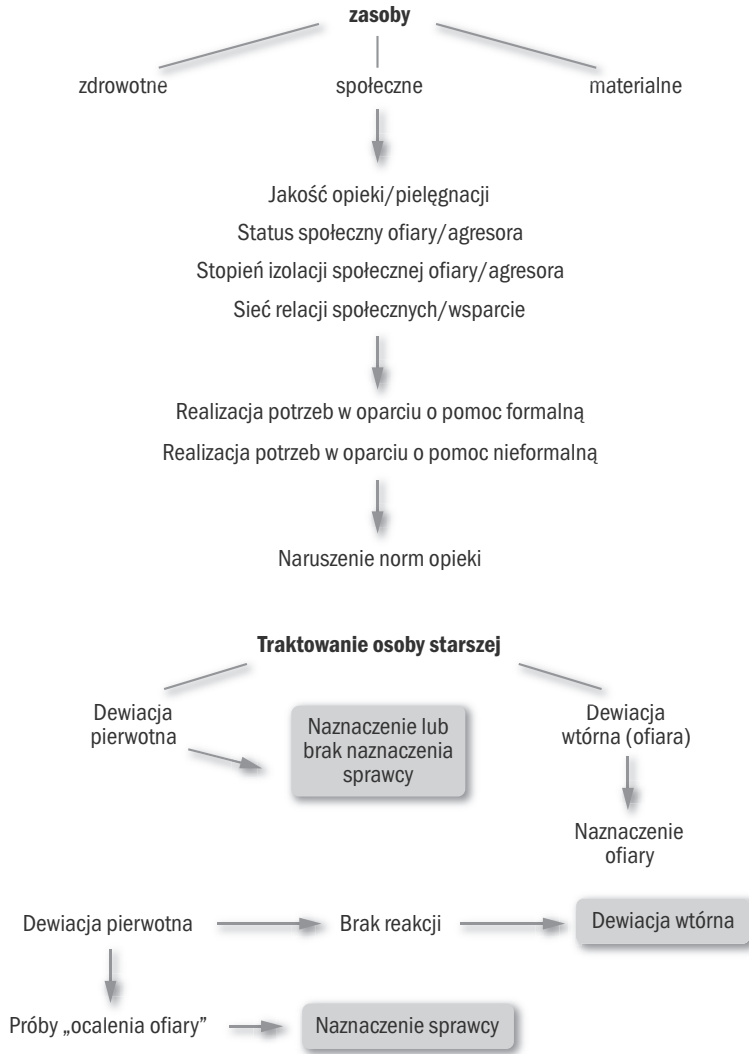 zasoby
zdrowotne
społeczne
materialne
Jakość opieki/pielęgnacji
Status społeczny ofiary/agresora
Stopień izolacji społecznej ofiary/agresora
Sieć relacji społecznych/wsparcie
Realizacja potrzeb w oparciu o pomoc formalną
Realizacja potrzeb w oparciu o pomoc nieformalną
Naruszenie norm opieki
Traktowanie osoby starszej
Dewiacja
pierwotna
Naznaczenie lub
brak naznaczenia
sprawcy
Dewiacja
wtórna (ofiara)
Naznaczenie
ofiary
Dewiacja pierwotna
Brak reakcji
Dewiacja wtórna
Próby „ocalenia ofiary”
Naznaczenie sprawcy